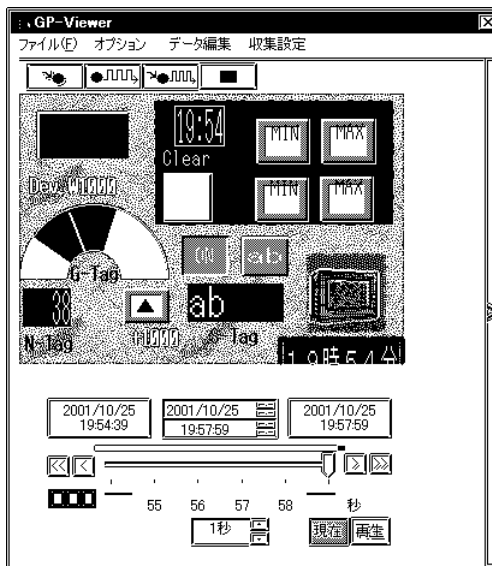 GP-Viewer
ファイル(F) オプション データ編集 収集設定
19:54
MIN MAX
Clear
Dev:W1000
MIN MAX
ON ab
G-Tag
38 ab
N-Tag +1000 S-Tag
19時54分
2001/10/25 2001/10/25 2001/10/25
19:54:39 19:57:59 19:57:59
55 56 57 58 秒
1秒 現在 再生